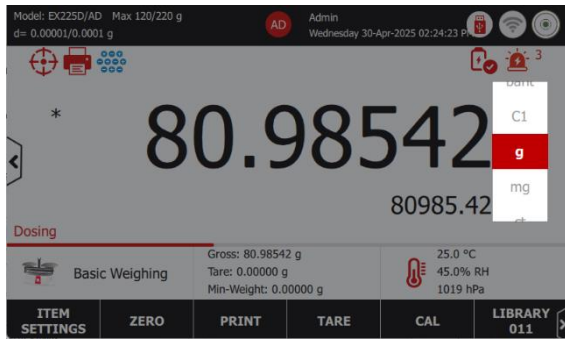 Model: EX225D/AD Max 120/220 g
d= 0.00001/0.0001 g
AD
Admin
Wednesday 30-Apr-2025 02:24:23
3
*
80.98542
C1
g
mg
80985.42
Dosing
Basic Weighing
Gross: 80.98542 g
Tare: 0.00000 g
Min-Weight: 0.00000 g
25.0 °C
45.0% RH
1019 hPa
ITEM SETTINGS
ZERO
PRINT
TARE
CAL
LIBRARY 011